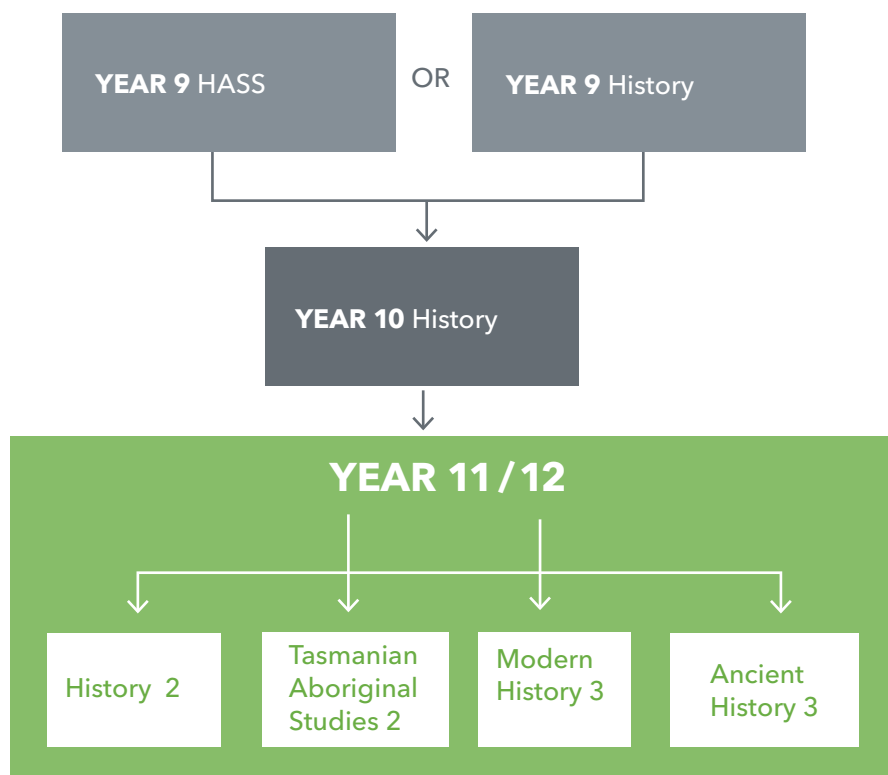 YEAR 9 HASS
OR
YEAR 9 History
YEAR 10 History
YEAR 11/12
History 2
Tasmanian
Aboriginal
Studies 2
Modern
History 3
Ancient
History 3